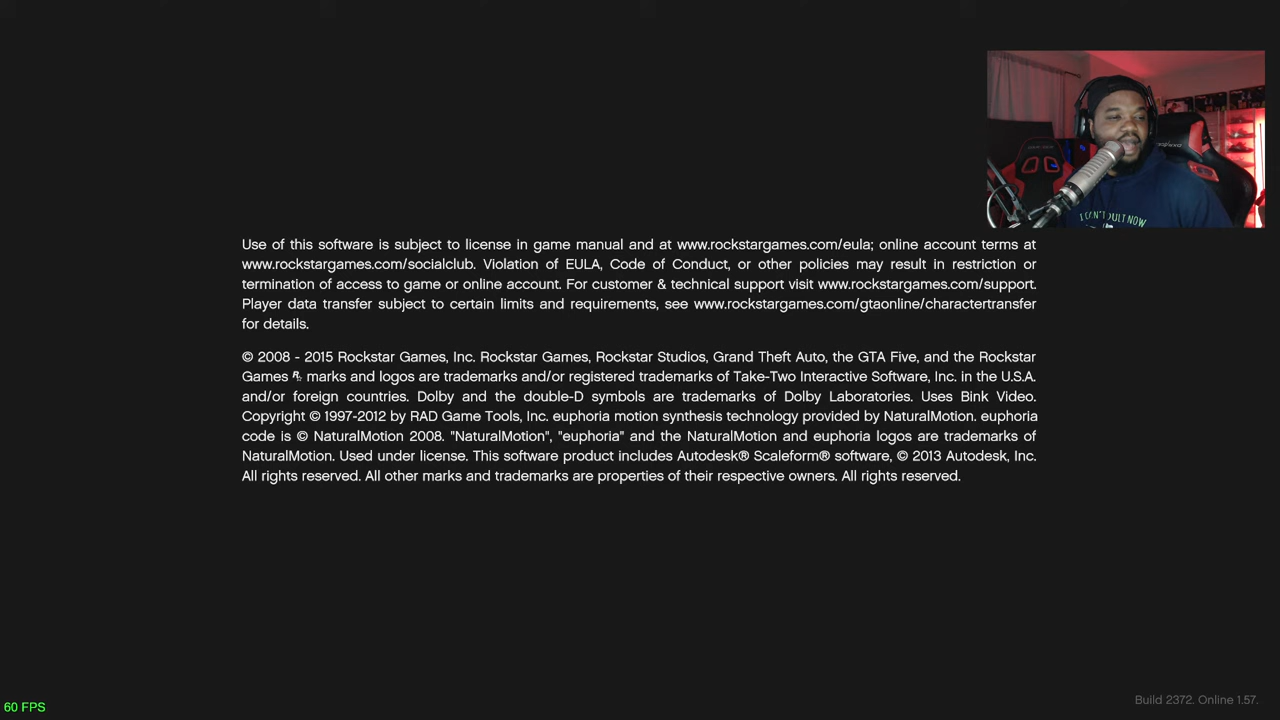 I CAN'T QUIT NOW
Use of this software is subject to license in game manual and at www.rockstargames.com/eula; online account terms at
www.rockstargames.com/socialclub. Violation of EULA, Code of Conduct, or other policies may result in restriction or
termination of access to game or online account. For customer & technical support visit www.rockstargames.com/support.
Player data transfer subject to certain limits and requirements, see www.rockstargames.com/gtaonline/charactertransfer
for details.
© 2008 - 2015 Rockstar Games, Inc. Rockstar Games, Rockstar Studios, Grand Theft Auto, the GTA Five, and the Rockstar
Games R* marks and logos are trademarks and/or registered trademarks of Take-Two Interactive Software, Inc. in the U.S.A.
and/or foreign countries. Dolby and the double-D symbols are trademarks of Dolby Laboratories. Uses Bink Video.
Copyright © 1997-2012 by RAD Game Tools, Inc. euphoria motion synthesis technology provided by NaturalMotion. euphoria
code is © NaturalMotion 2008. "NaturalMotion", "euphoria" and the NaturalMotion and euphoria logos are trademarks of
NaturalMotion. Used under license. This software product includes Autodesk® Scaleform® software, © 2013 Autodesk, Inc.
All rights reserved. All other marks and trademarks are properties of their respective owners. All rights reserved.
Build 2372. Online 1.57.
60 FPS